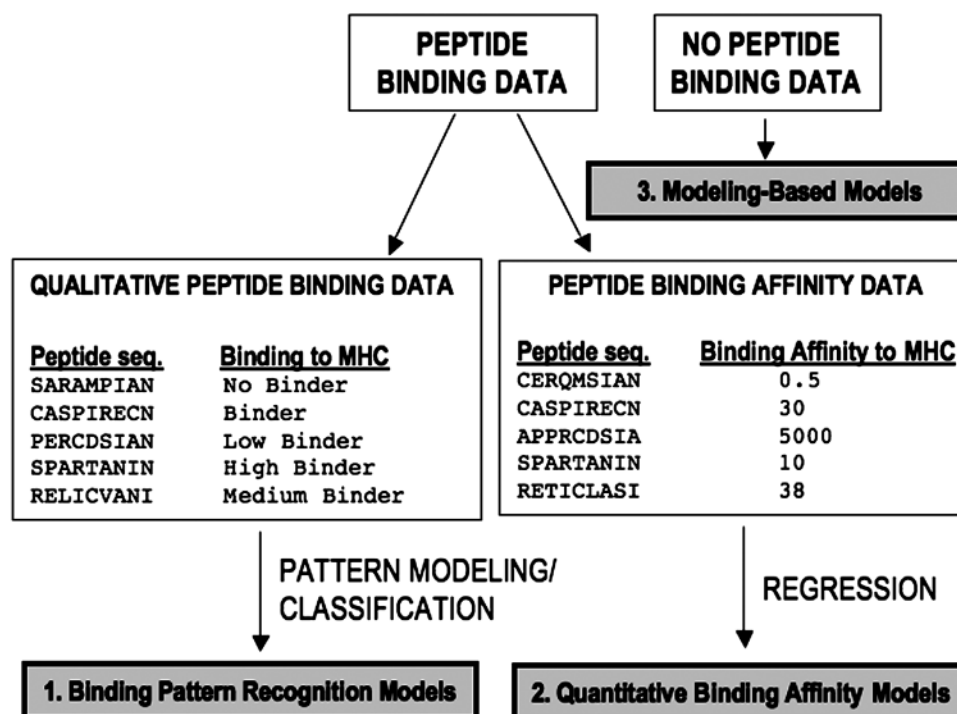 PEPTIDE
BINDING DATA
NO PEPTIDE
BINDING DATA
3. Modeling-Based Models
QUALITATIVE PEPTIDE BINDING DATA
Peptide seq. Binding to MHC
SARAMPIAN No Binder
CASPIRECN Binder
PERCDSIAN Low Binder
SPARTANIN High Binder
RELICVANI Medium Binder
PEPTIDE BINDING AFFINITY DATA
Peptide seq. Binding Affinity to MHC
CERQMSIAN 0.5
CASPIRECN 30
APPRCDSIA 5000
SPARTANIN 10
RETICLASI 38
PATTERN MODELING/
CLASSIFICATION
REGRESSION
1. Binding Pattern Recognition Models
2. Quantitative Binding Affinity Models